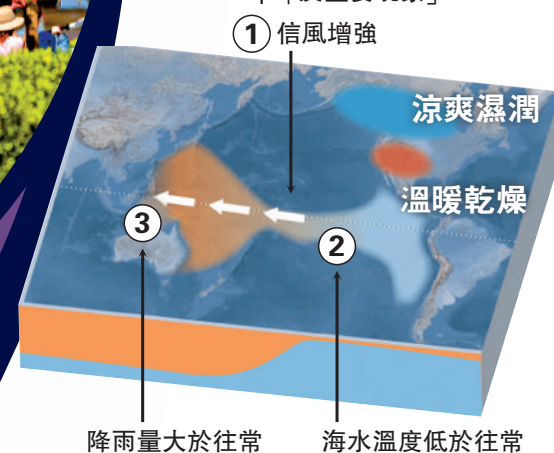 ① 信風增強
涼爽濕潤
溫暖乾燥
③
②
降雨量大於往常
海水溫度低於往常